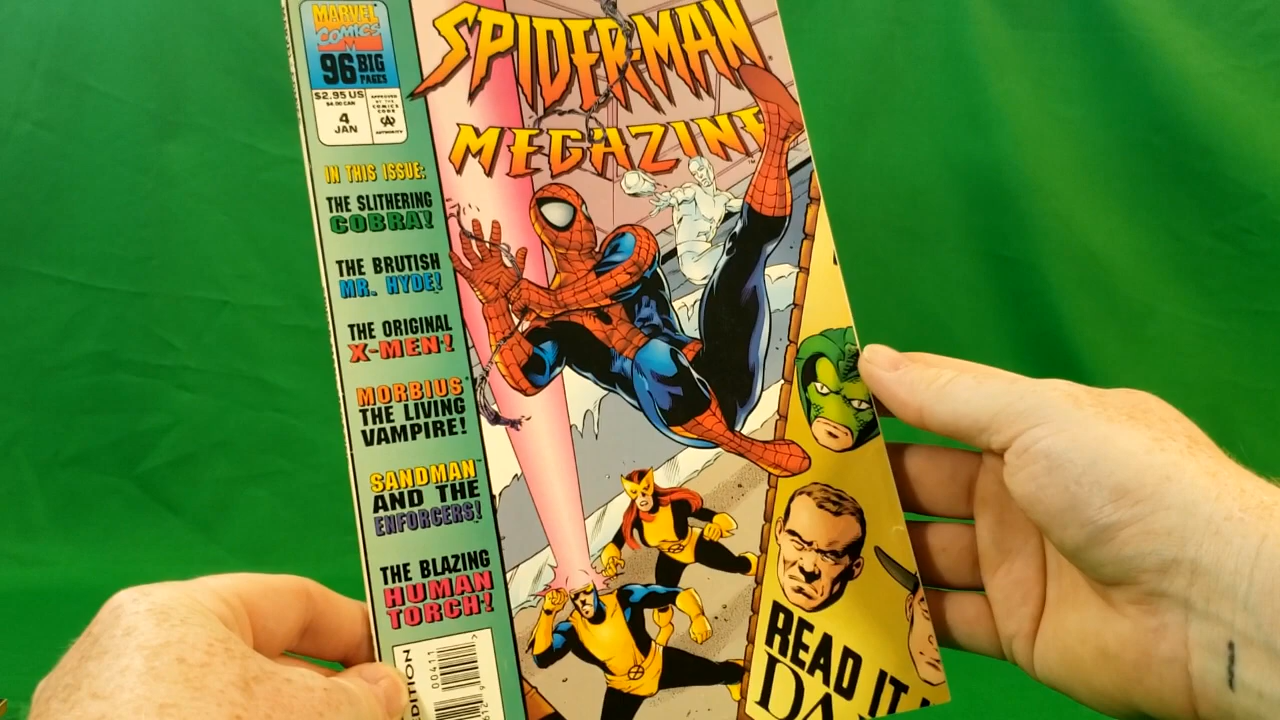 MARVEL
COMICS
96 BIG
PAGES
$2.95 US
$4.00 CAN
4
JAN
APPROVED
BY THE
COMICS
CODE
CA
AUTHORITY
SPIDER-MAN
MEGAZINE
TM
IN THIS ISSUE:
THE SLITHERING
COBRA!
THE BRUTISH
MR. HYDE!
THE ORIGINAL
X-MEN!
MORBIUS
THE LIVING
VAMPIRE!
SANDMAN
AND THE
ENFORCERS!
THE BLAZING
HUMAN
TORCH!
EDITION
00411
READ IT
DA